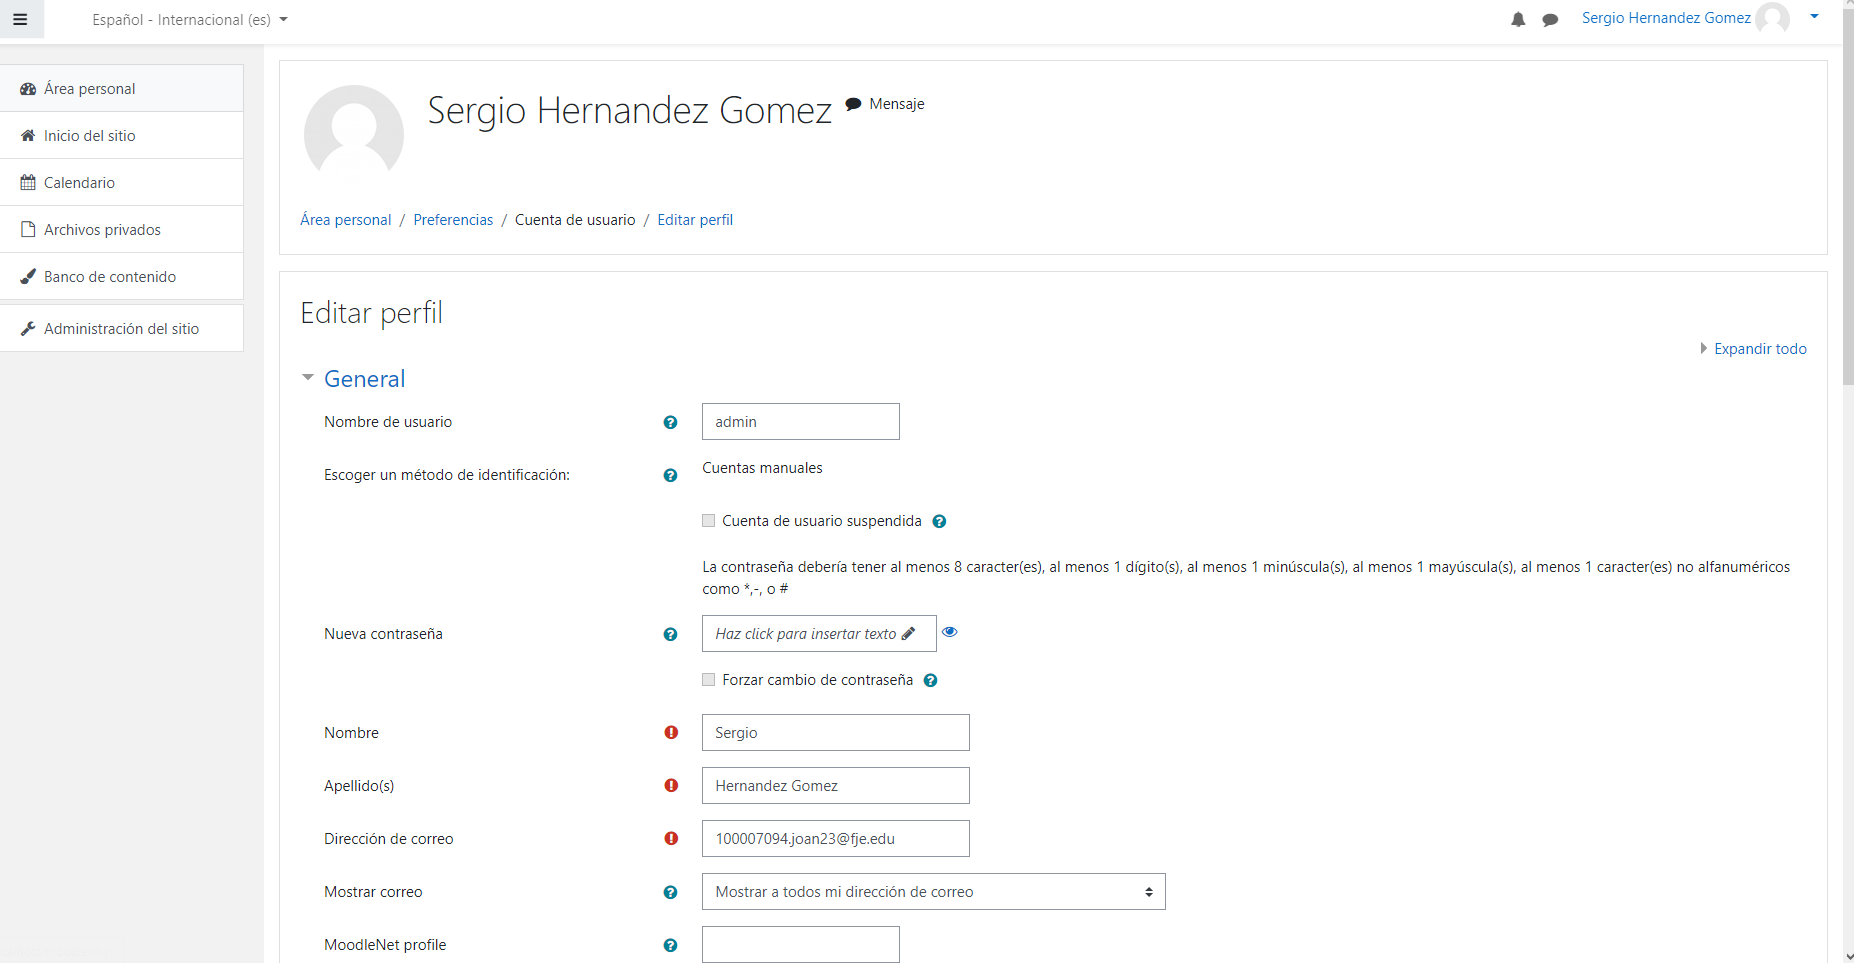 Español - Internacional (es)
Sergio Hernandez Gomez
Área personal
Inicio del sitio
Calendario
Archivos privados
Banco de contenido
Administración del sitio
Sergio Hernandez Gomez
Mensaje
Área personal / Preferencias / Cuenta de usuario / Editar perfil
Editar perfil
Expandir todo
General
Nombre de usuario
admin
Escoger un método de identificación:
Cuentas manuales
Cuenta de usuario suspendida
La contraseña debería tener al menos 8 caracter(es), al menos 1 dígito(s), al menos 1 minúscula(s), al menos 1 mayúscula(s), al menos 1 caracter(es) no alfanuméricos
como *,-, o #
Nueva contraseña
Haz click para insertar texto
Forzar cambio de contraseña
Nombre
Sergio
Apellido(s)
Hernandez Gomez
Dirección de correo
100007094.joan23@fje.edu
Mostrar correo
Mostrar a todos mi dirección de correo
MoodleNet profile